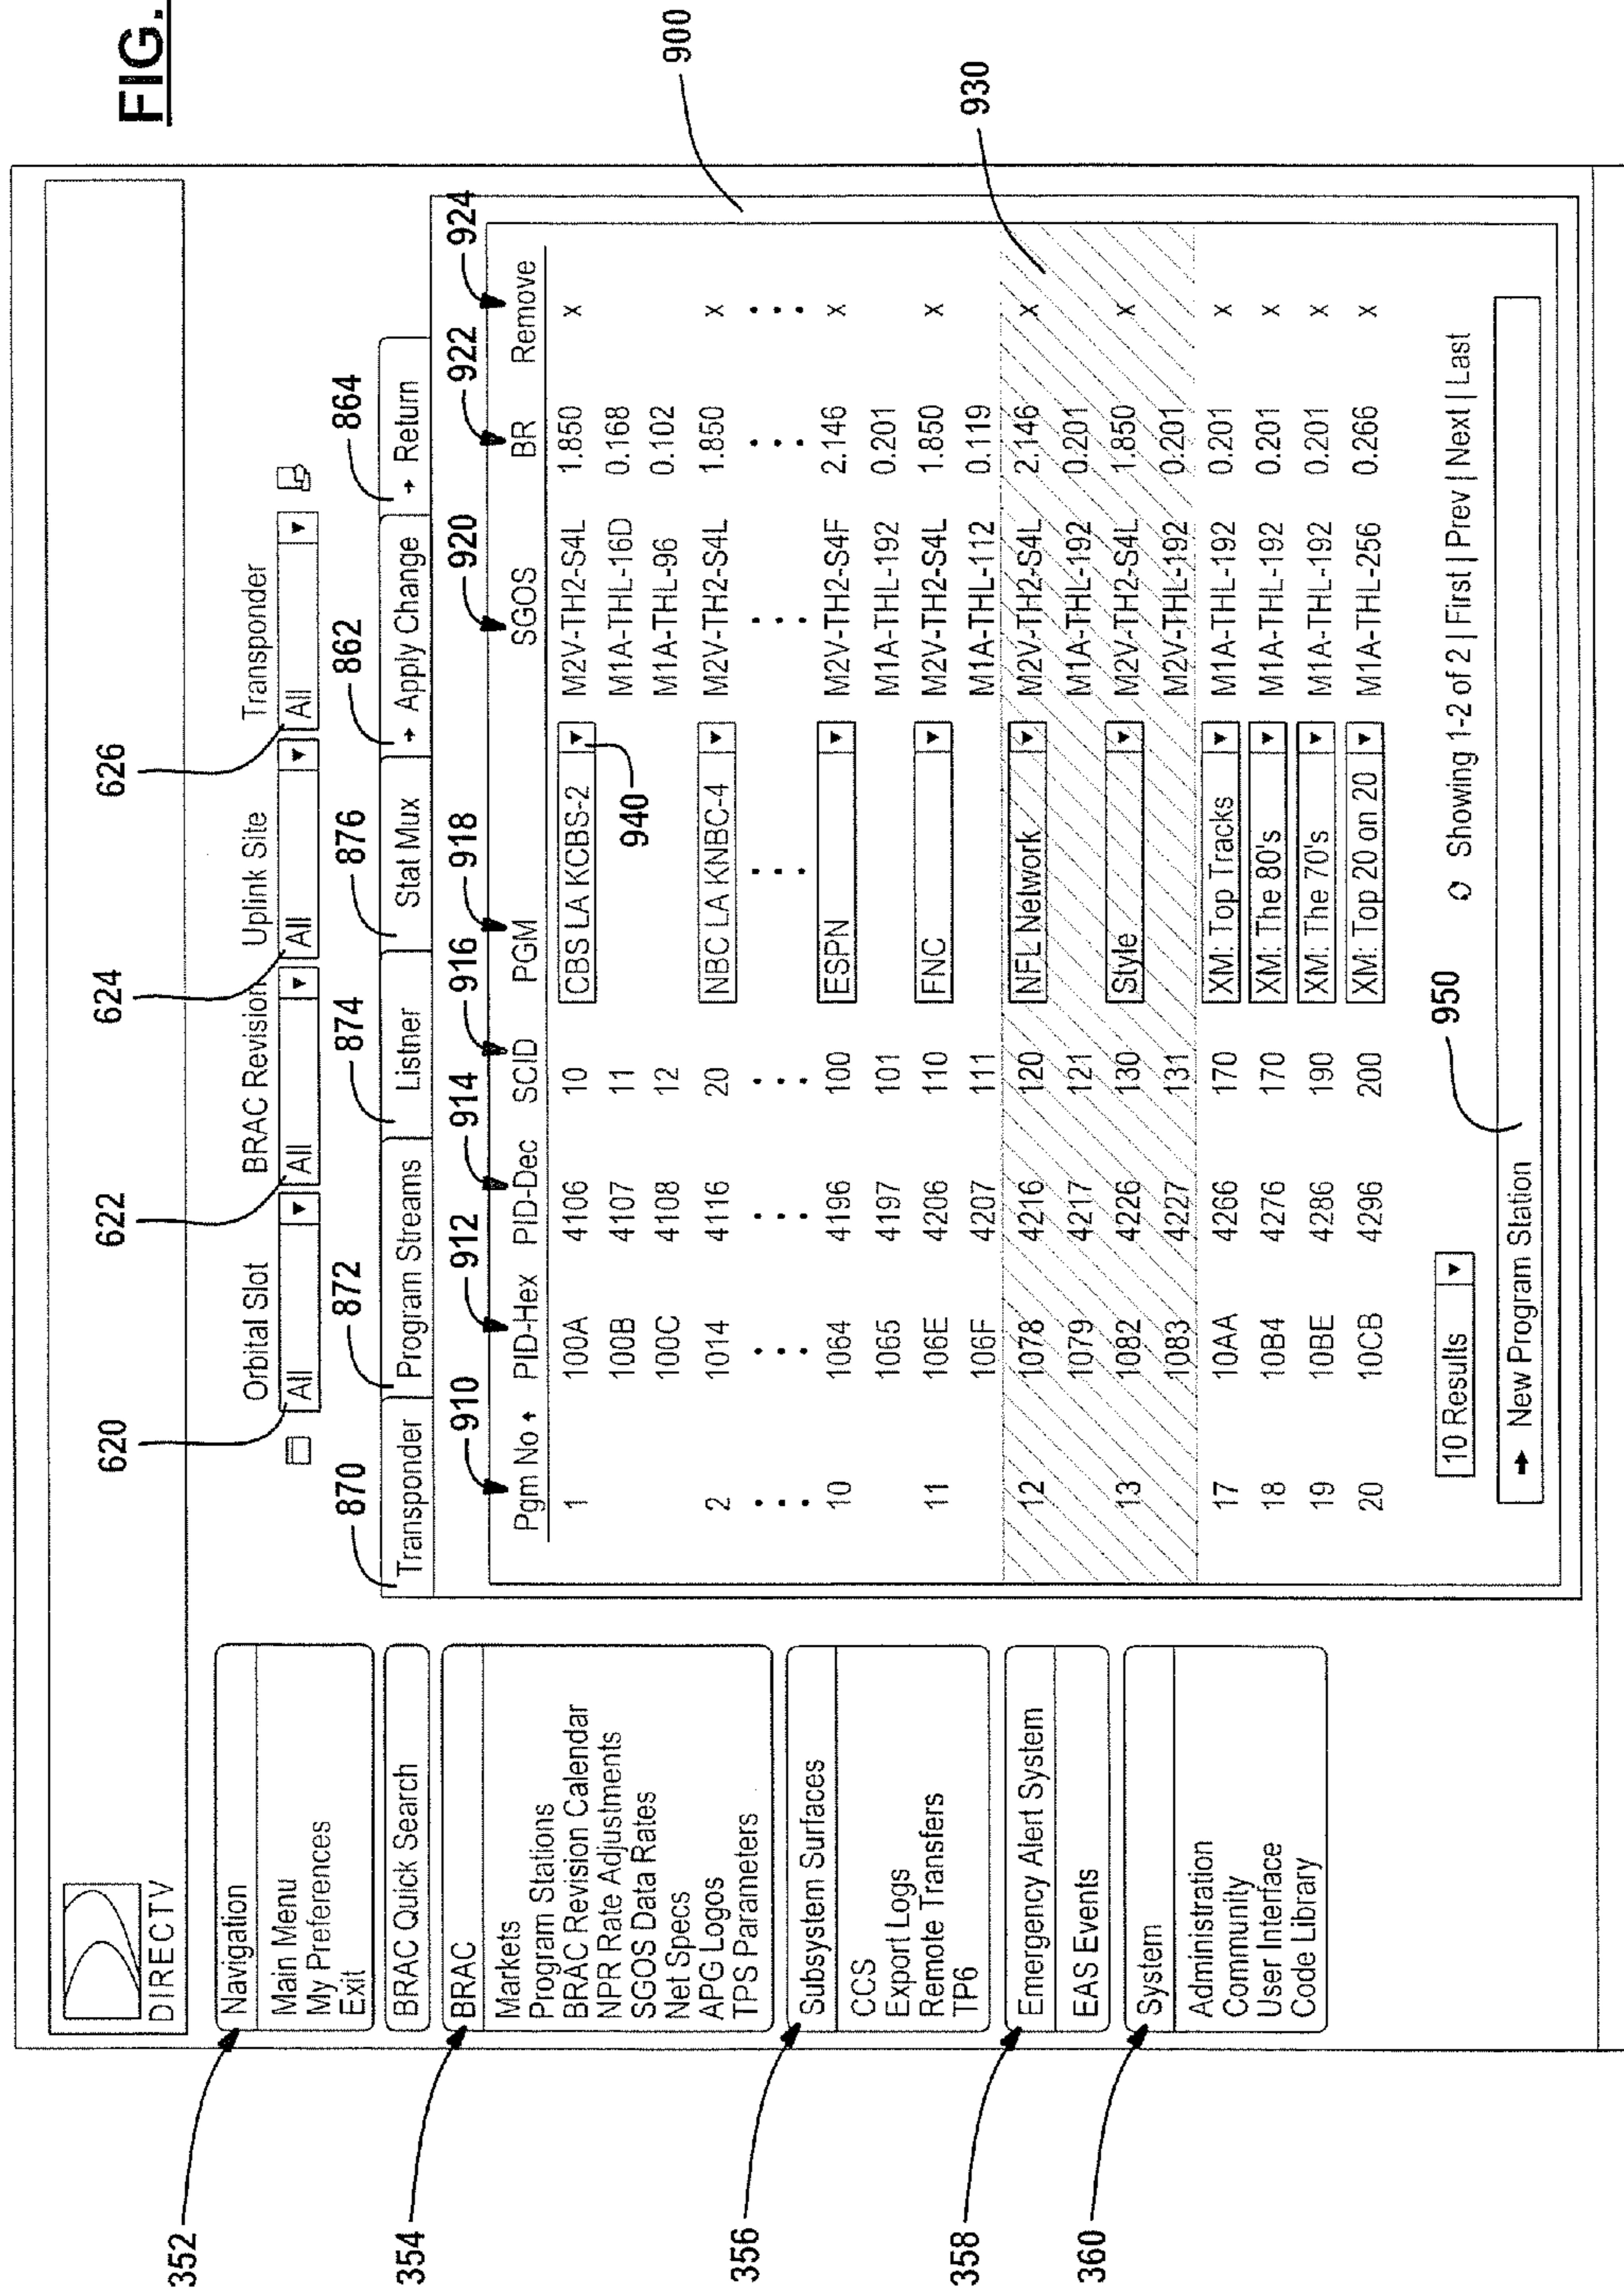 FIG.
DIRECTV
352
Navigation
Main Menu
My Preferences
Exit
BRAC Quick Search
354
BRAC
Markets
Program Stations
BRAC Revision Calendar
NPR Rate Adjustments
SGOS Data Rates
Net Specs
APG Logos
TPS Parameters
356
Subsystem Surfaces
CCS
Export Logs
Remote Transfers
TP6
358
Emergency Alert System
EAS Events
360
System
Administration
Community
User Interface
Code Library
620 622 624 626
Orbital Slot BRAC Revision Uplink Site Transponder
All All All All
870 872 874 876 862 864
Transponder Program Streams Listner Stat Mux → Apply Change → Return
910 912 914 916 918 920 922 924
Pgm No ↑ PID-Hex PID-Dec SCID PGM SGOS BR Remove
1 100A 4106 10 CBS LA KCBS-2 M2V-TH2-S4L 1.850 x
100B 4107 11 M1A-THL-16D 0.168
940
100C 4108 12 M1A-THL-96 0.102
2 1014 4116 20 NBC LA KNBC-4 M2V-TH2-S4L 1.850 x
900
10 1064 4196 100 ESPN M2V-TH2-S4F 2.146 x
1065 4197 101 M1A-THL-192 0.201
11 106E 4206 110 FNC M2V-TH2-S4L 1.850 x
106F 4207 111 M1A-THL-112 0.119
930
12 1078 4216 120 NFL Network M2V-TH2-S4L 2.146 x
1079 4217 121 M1A-THL-192 0.201
13 1082 4226 130 Style M2V-TH2-S4L 1.850 x
1083 4227 131 M2V-THL-192 0.201
17 10AA 4266 170 XM: Top Tracks M1A-THL-192 0.201 x
18 10B4 4276 170 XM: The 80's M1A-THL-192 0.201 x
19 10BE 4286 190 XM: The 70's M1A-THL-192 0.201 x
20 10CB 4296 200 XM: Top 20 on 20 M1A-THL-256 0.266 x
10 Results Showing 1-2 of 2 | First | Prev | Next | Last
950
→ New Program Station